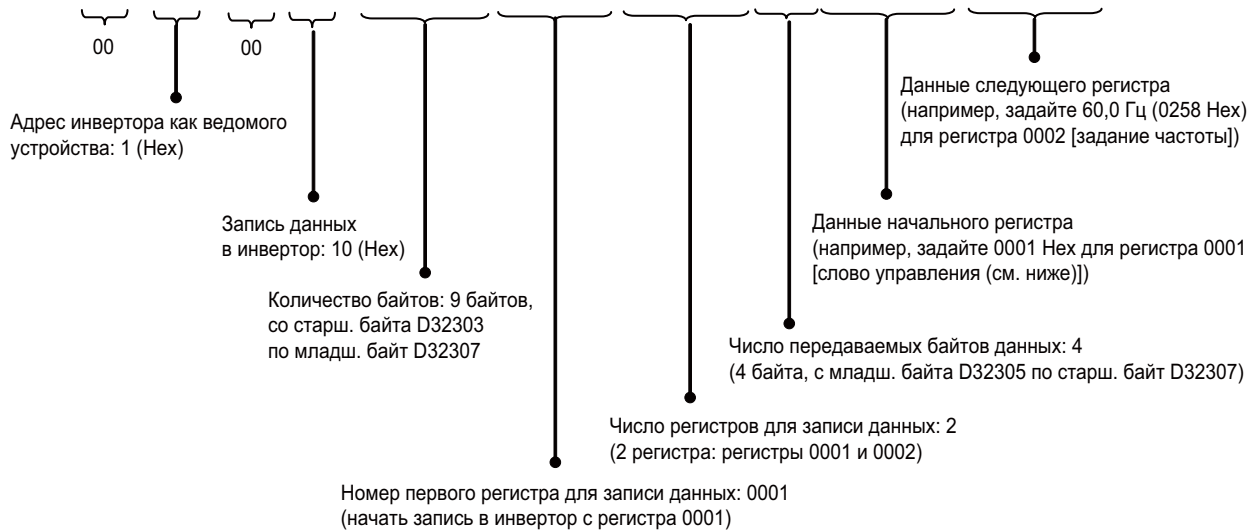 00
00
Адрес инвертора как ведомого
устройства: 1 (Hex)
Запись данных
в инвертор: 10 (Hex)
Количество байтов: 9 байтов,
со старш. байта D32303
по младш. байт D32307
Номер первого регистра для записи данных: 0001
(начать запись в инвертор с регистра 0001)
Число регистров для записи данных: 2
(2 регистра: регистры 0001 и 0002)
Число передаваемых байтов данных: 4
(4 байта, с младш. байта D32305 по старш. байт D32307)
Данные начального регистра
(например, задайте 0001 Hex для регистра 0001
[слово управления (см. ниже)])
Данные следующего регистра
(например, задайте 60,0 Гц (0258 Hex)
для регистра 0002 [задание частоты])